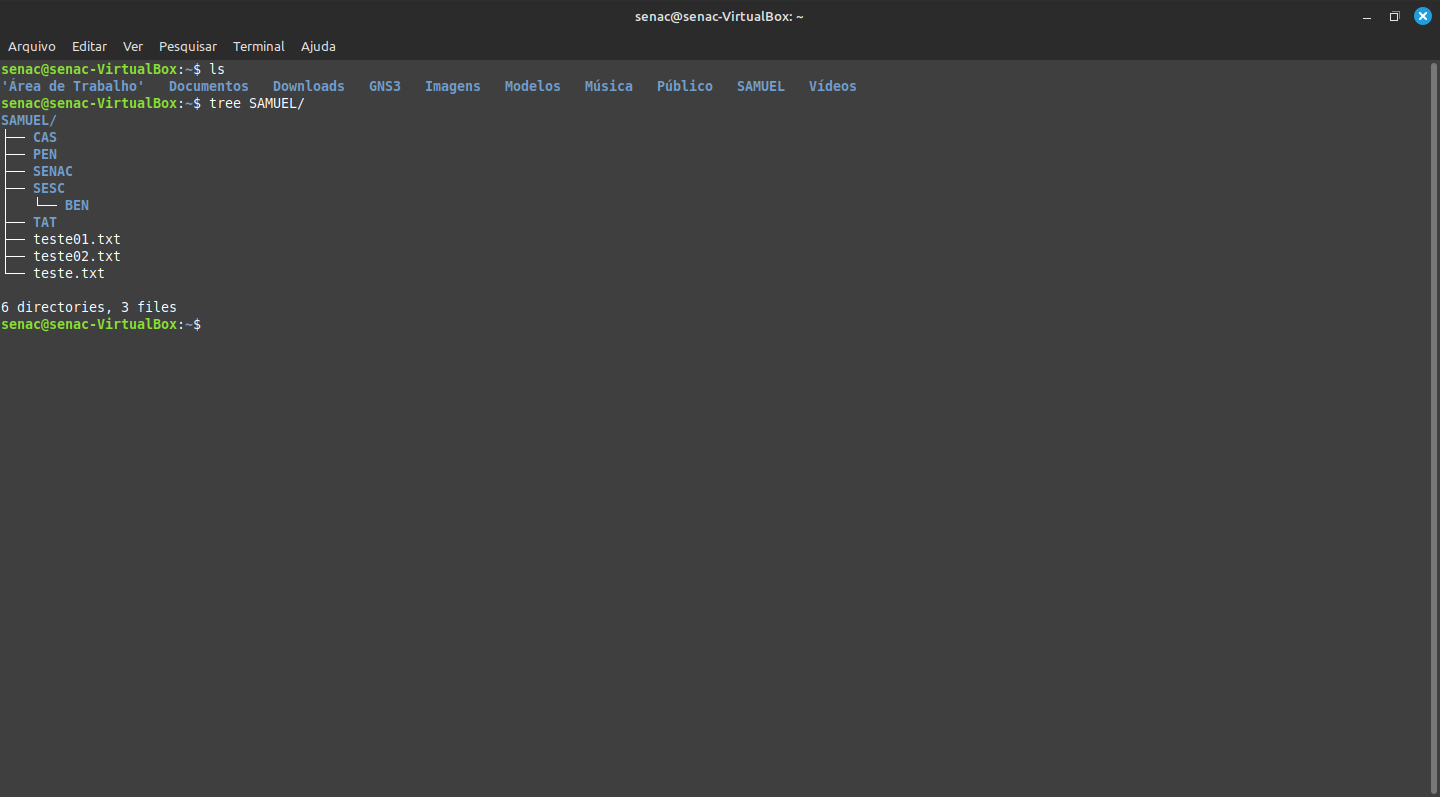 senac@senac-VirtualBox: ~
Arquivo Editar Ver Pesquisar Terminal Ajuda
senac@senac-VirtualBox:~$ ls
'Área de Trabalho'   Documentos   Downloads   GNS3   Imagens   Modelos   Música   Público   SAMUEL   Vídeos
senac@senac-VirtualBox:~$ tree SAMUEL/
SAMUEL/
├── CAS
├── PEN
├── SENAC
├── SESC
│   └── BEN
├── TAT
├── teste01.txt
├── teste02.txt
└── teste.txt
6 directories, 3 files
senac@senac-VirtualBox:~$